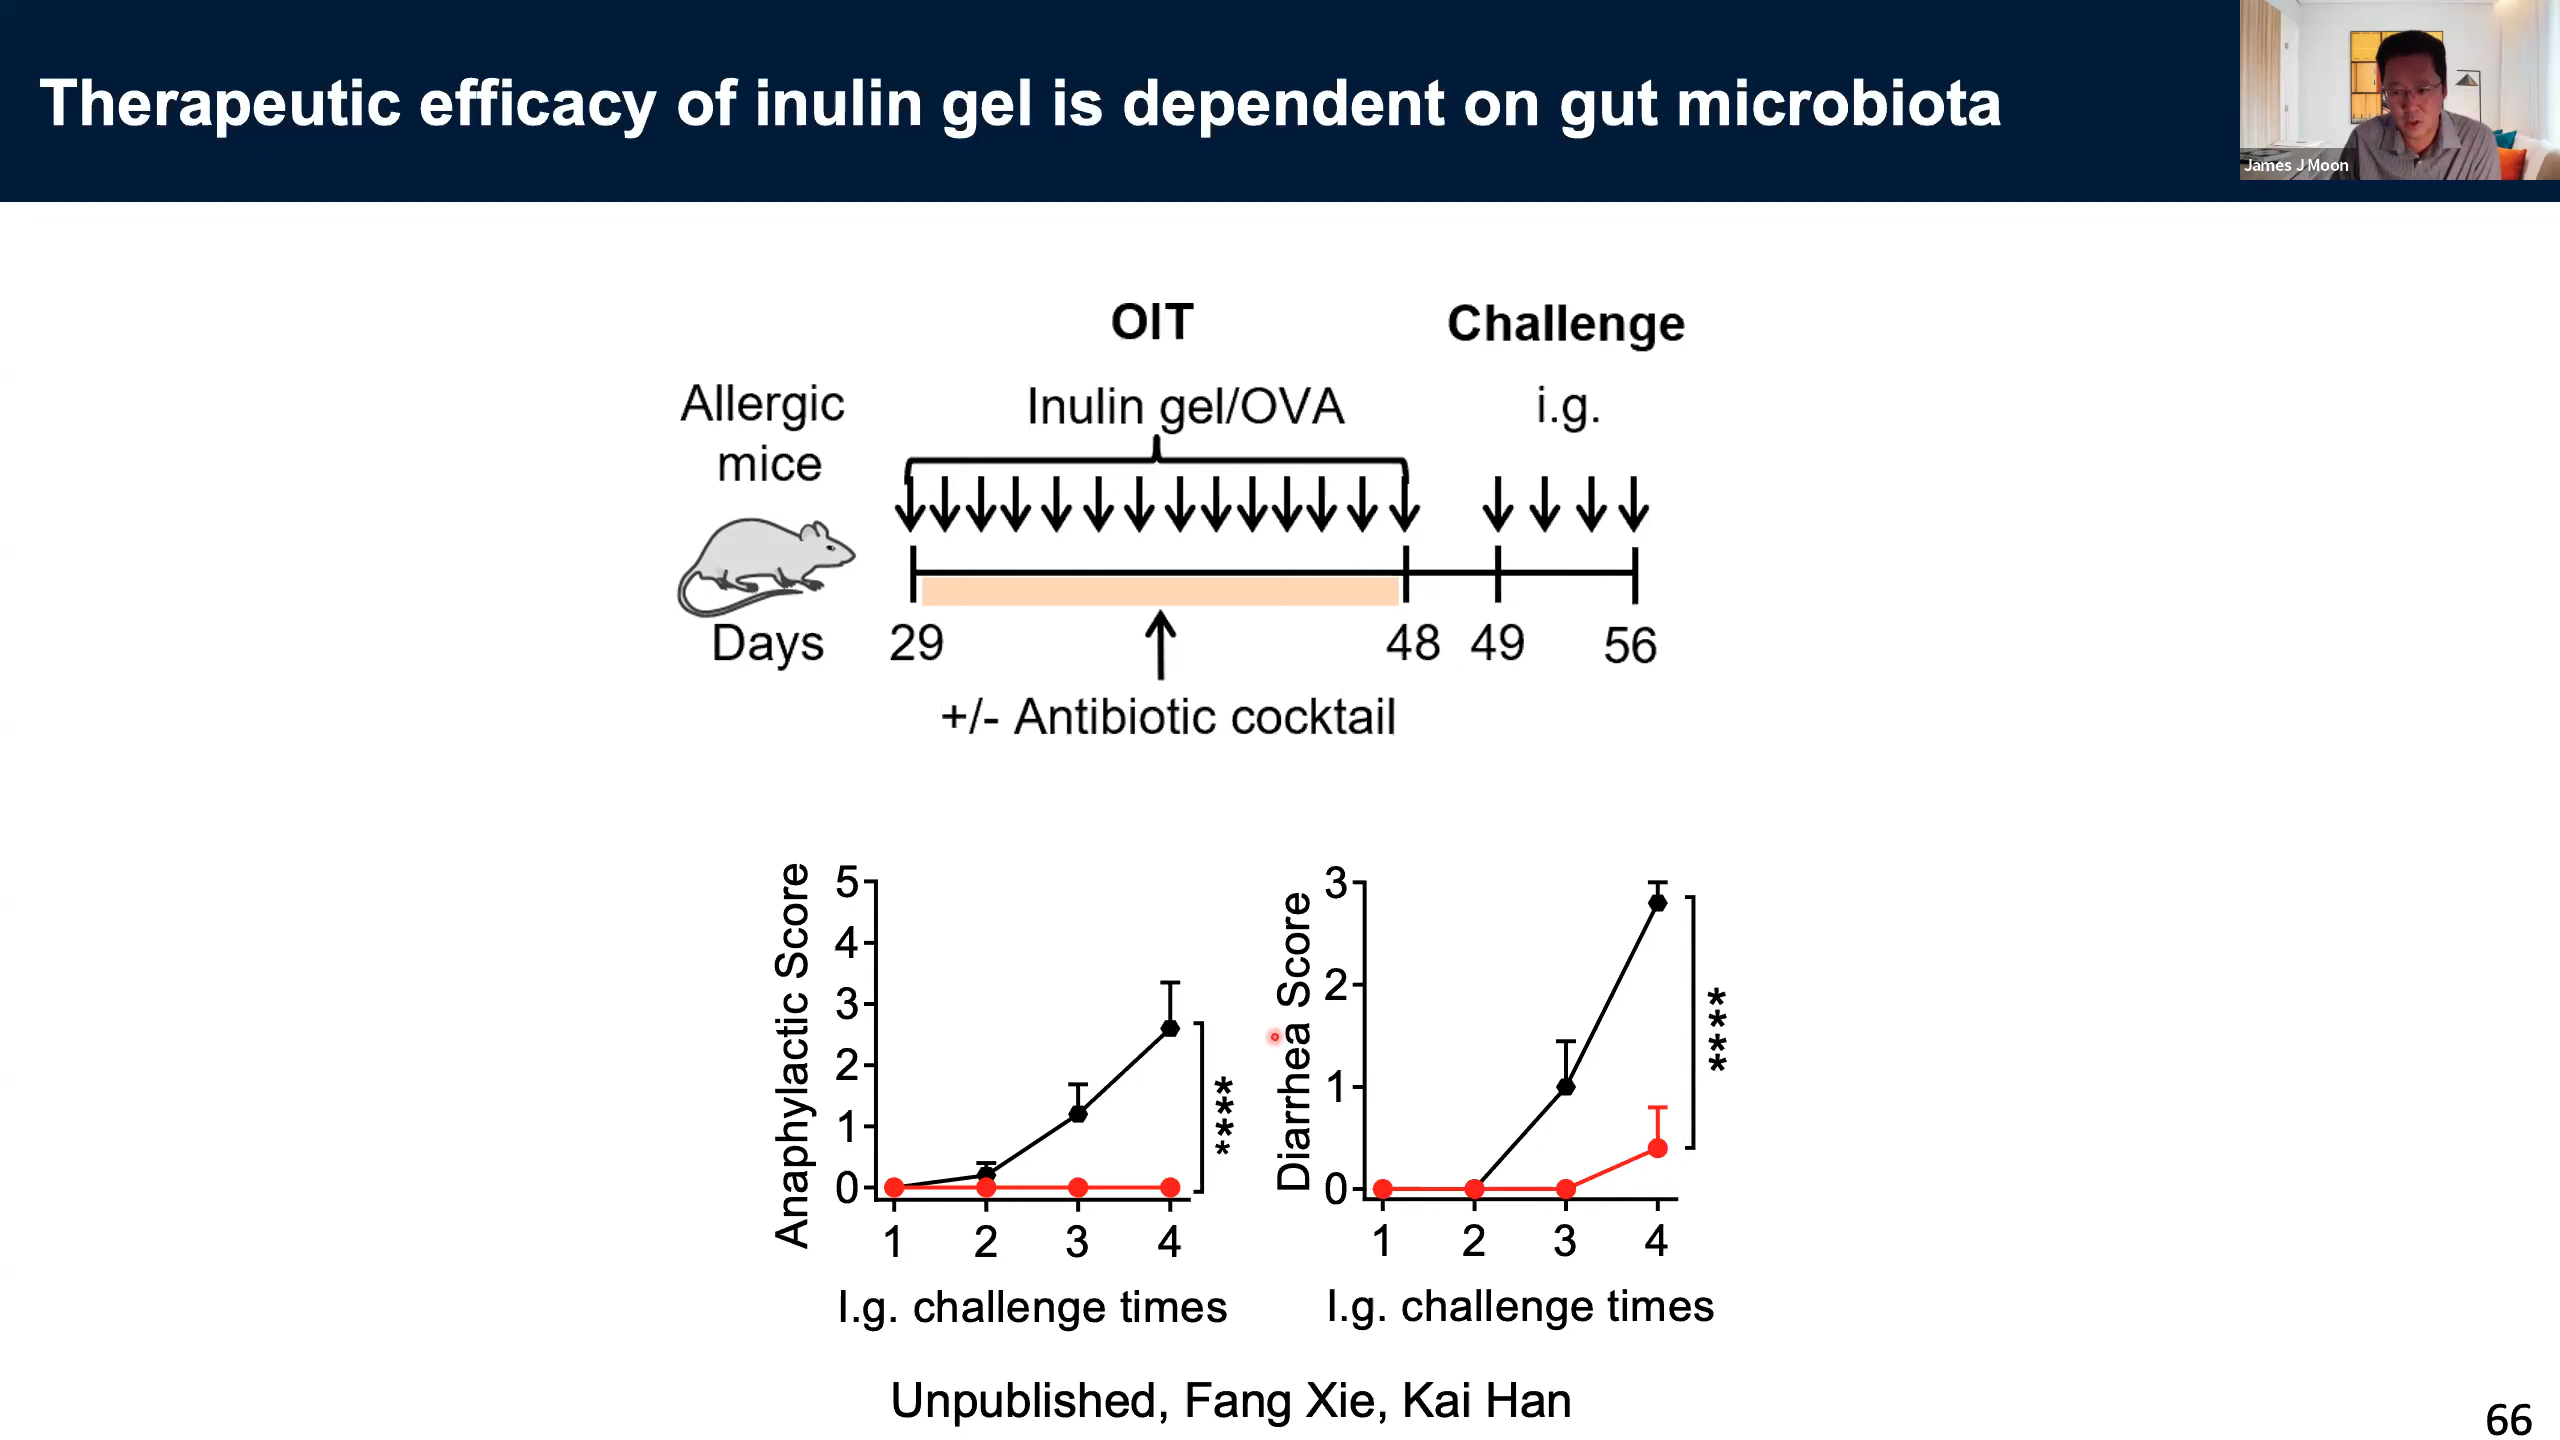 Therapeutic efficacy of inulin gel is dependent on gut microbiota
James J Moon
OIT
Challenge
Allergic
mice
Inulin gel/OVA
i.g.
Days
29
48
49
56
+/- Antibiotic cocktail
Anaphylactic Score
5
4
3
2
1
0
1
2
3
4
I.g. challenge times
****
Diarrhea Score
3
2
1
0
1
2
3
4
I.g. challenge times
****
Unpublished, Fang Xie, Kai Han
66